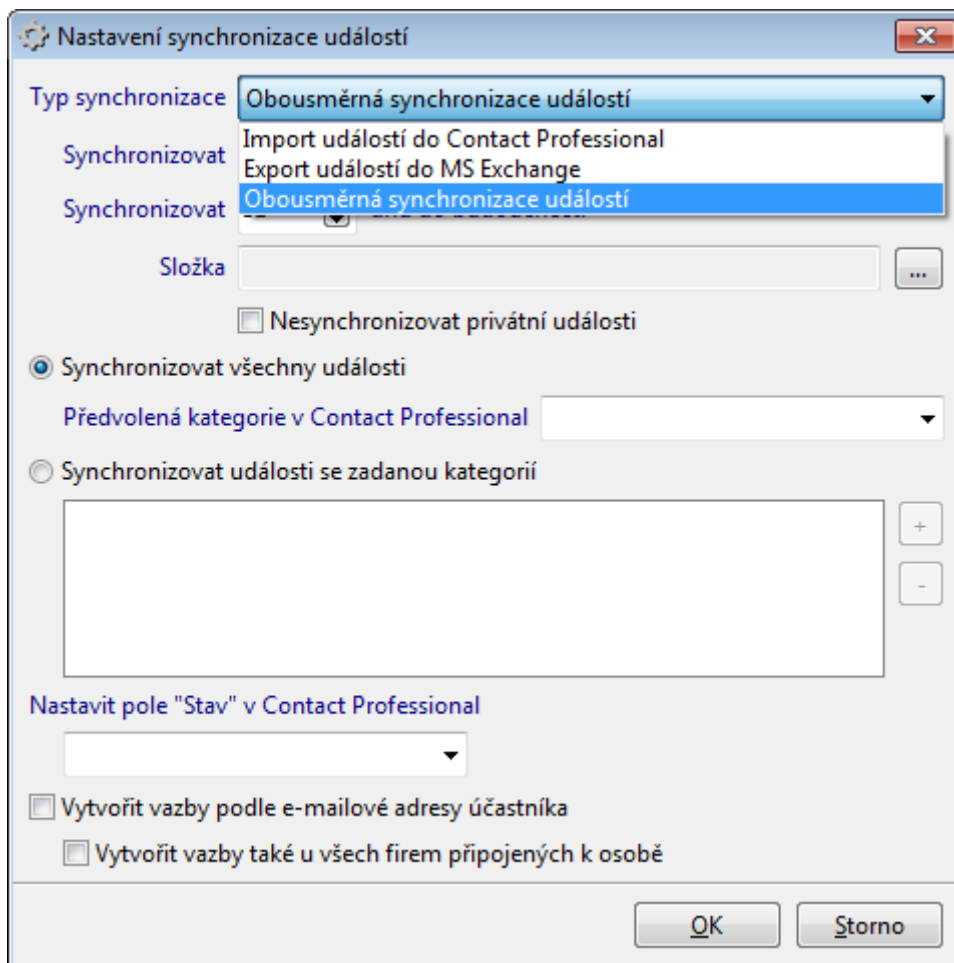 Nastavení synchronizace událostí
Typ synchronizace Obousměrná synchronizace událostí
Import událostí do Contact Professional
Synchronizovat
Export událostí do MS Exchange
Obousměrná synchronizace událostí
Synchronizovat
Složka ...
Nesynchronizovat privátní události
Synchronizovat všechny události
Předvolená kategorie v Contact Professional
Synchronizovat události se zadanou kategorií
+
-
Nastavit pole "Stav" v Contact Professional
Vytvořit vazby podle e-mailové adresy účastníka
Vytvořit vazby také u všech firem připojených k osobě
OK Storno